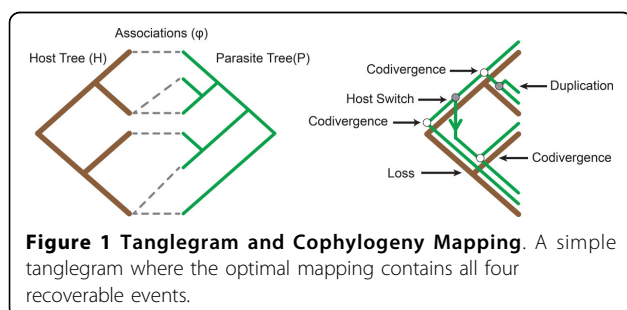 Associations (φ)
Host Tree (H)
Parasite Tree(P)
Codivergence
Duplication
Host Switch
Codivergence
Codivergence
Loss
Figure 1 Tanglegram and Cophylogeny Mapping. A simple
tanglegram where the optimal mapping contains all four
recoverable events.